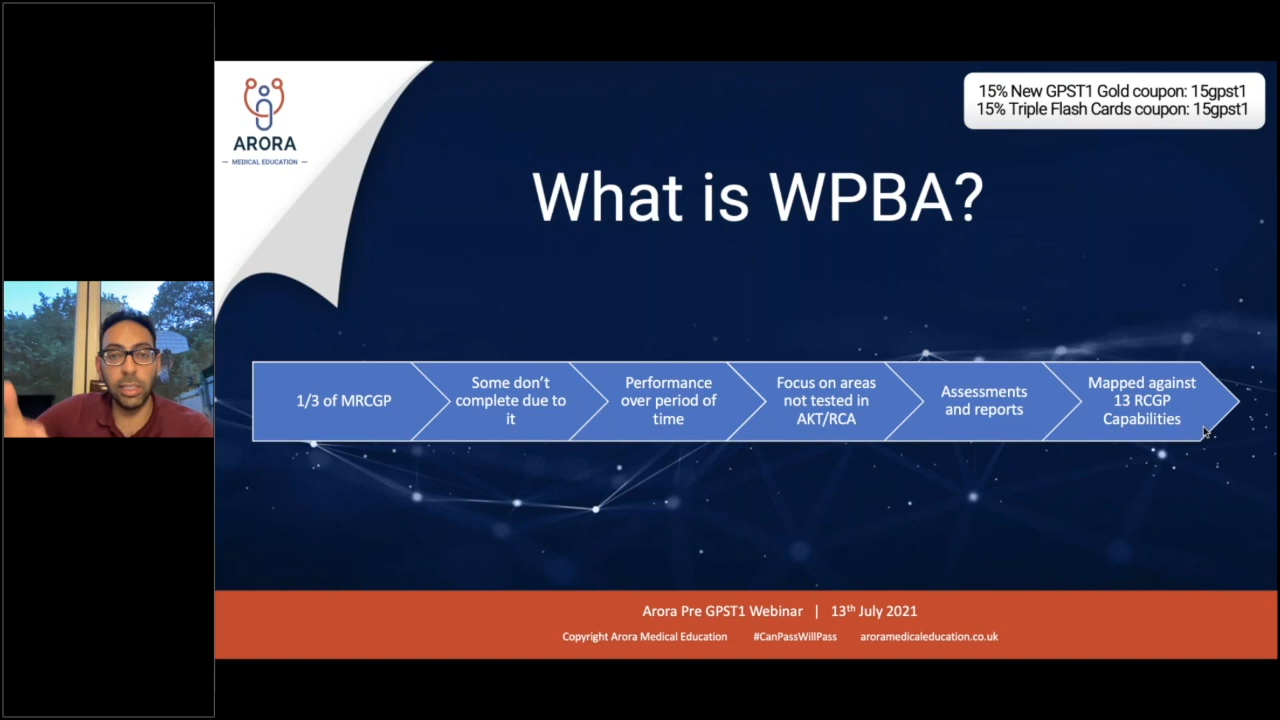 ARORA
MEDICAL EDUCATION
15% New GPST1 Gold coupon: 15gpst1
15% Triple Flash Cards coupon: 15gpst1
What is WPBA?
1/3 of MRCGP
Some don't
complete due to
it
Performance
over period of
time
Focus on areas
not tested in
AKT/RCA
Assessments
and reports
Mapped against
13 RCGP
Capabilities
Arora Pre GPST1 Webinar | 13th July 2021
Copyright Arora Medical Education #CanPassWillPass aroramedicaleducation.co.uk